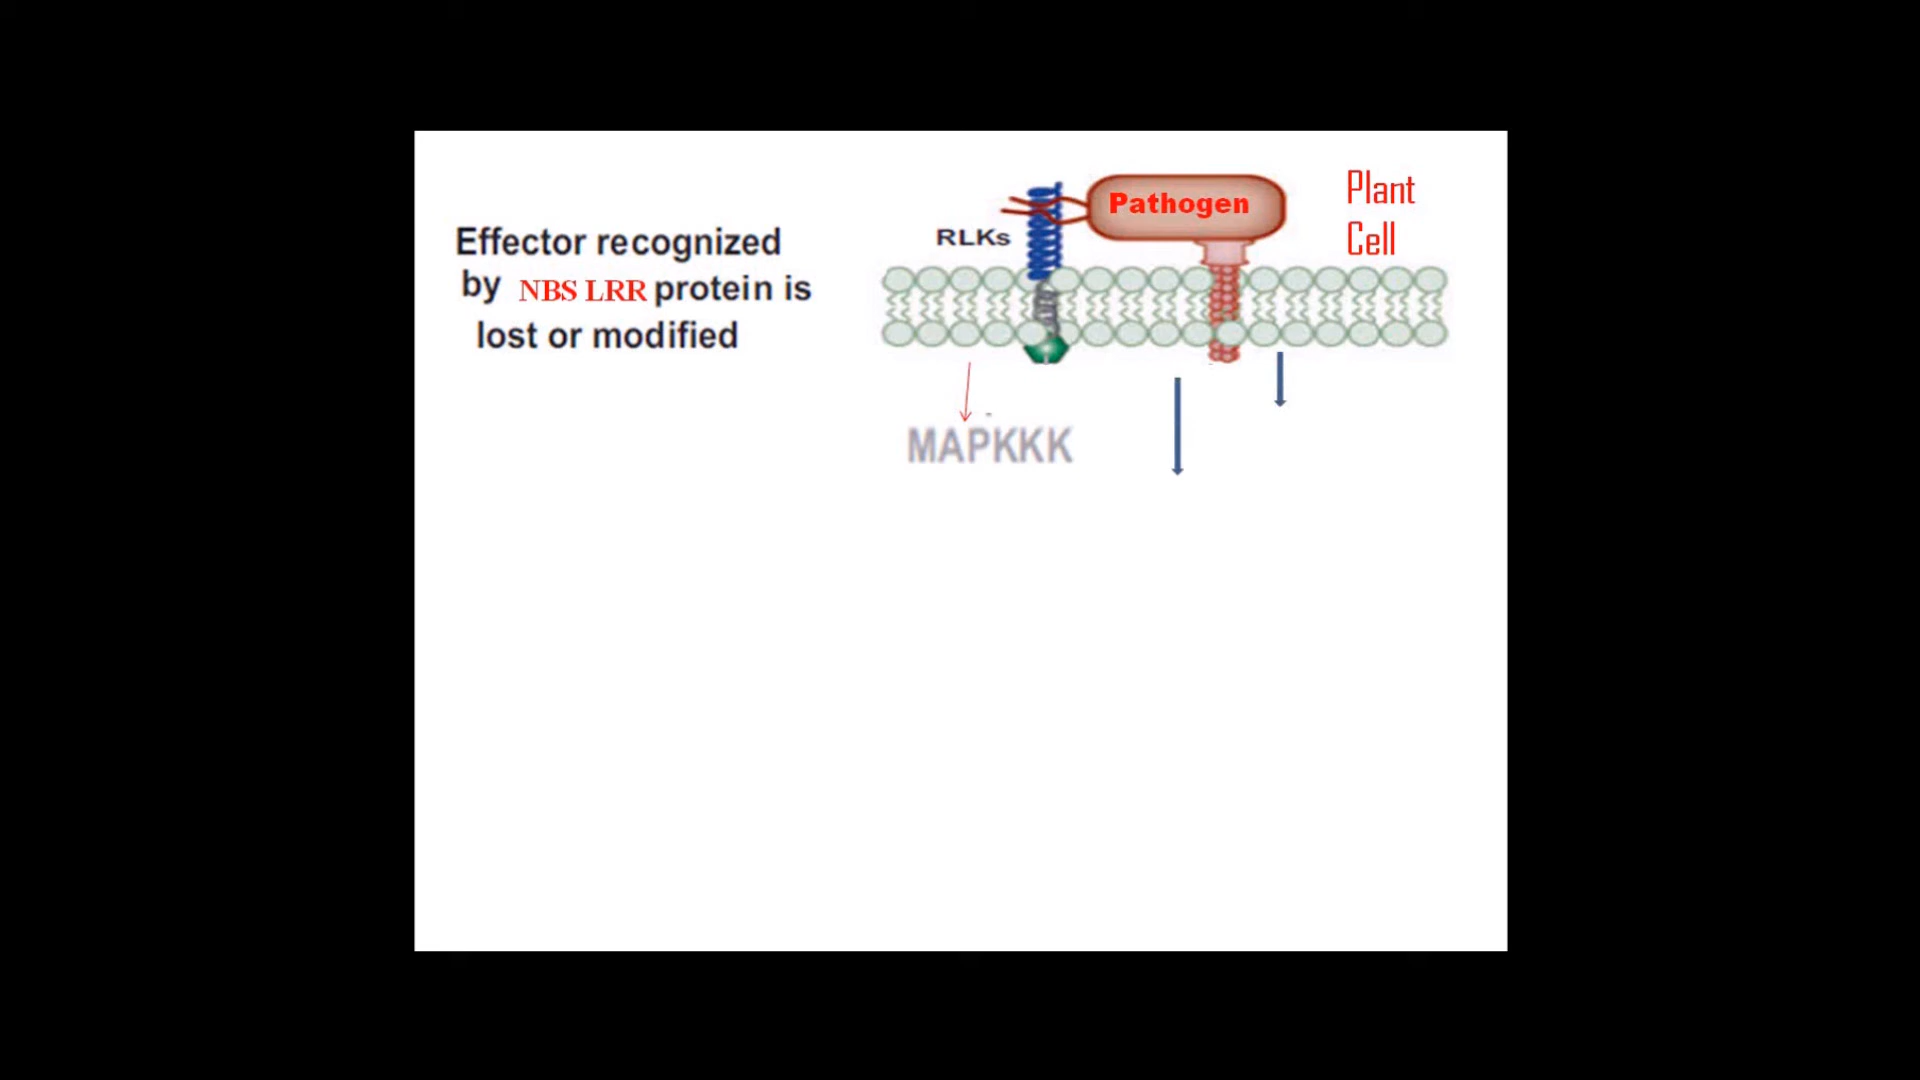 Effector recognized
by NBS LRR protein is
lost or modified
RLKs
Pathogen
Plant
Cell
MAPKKK